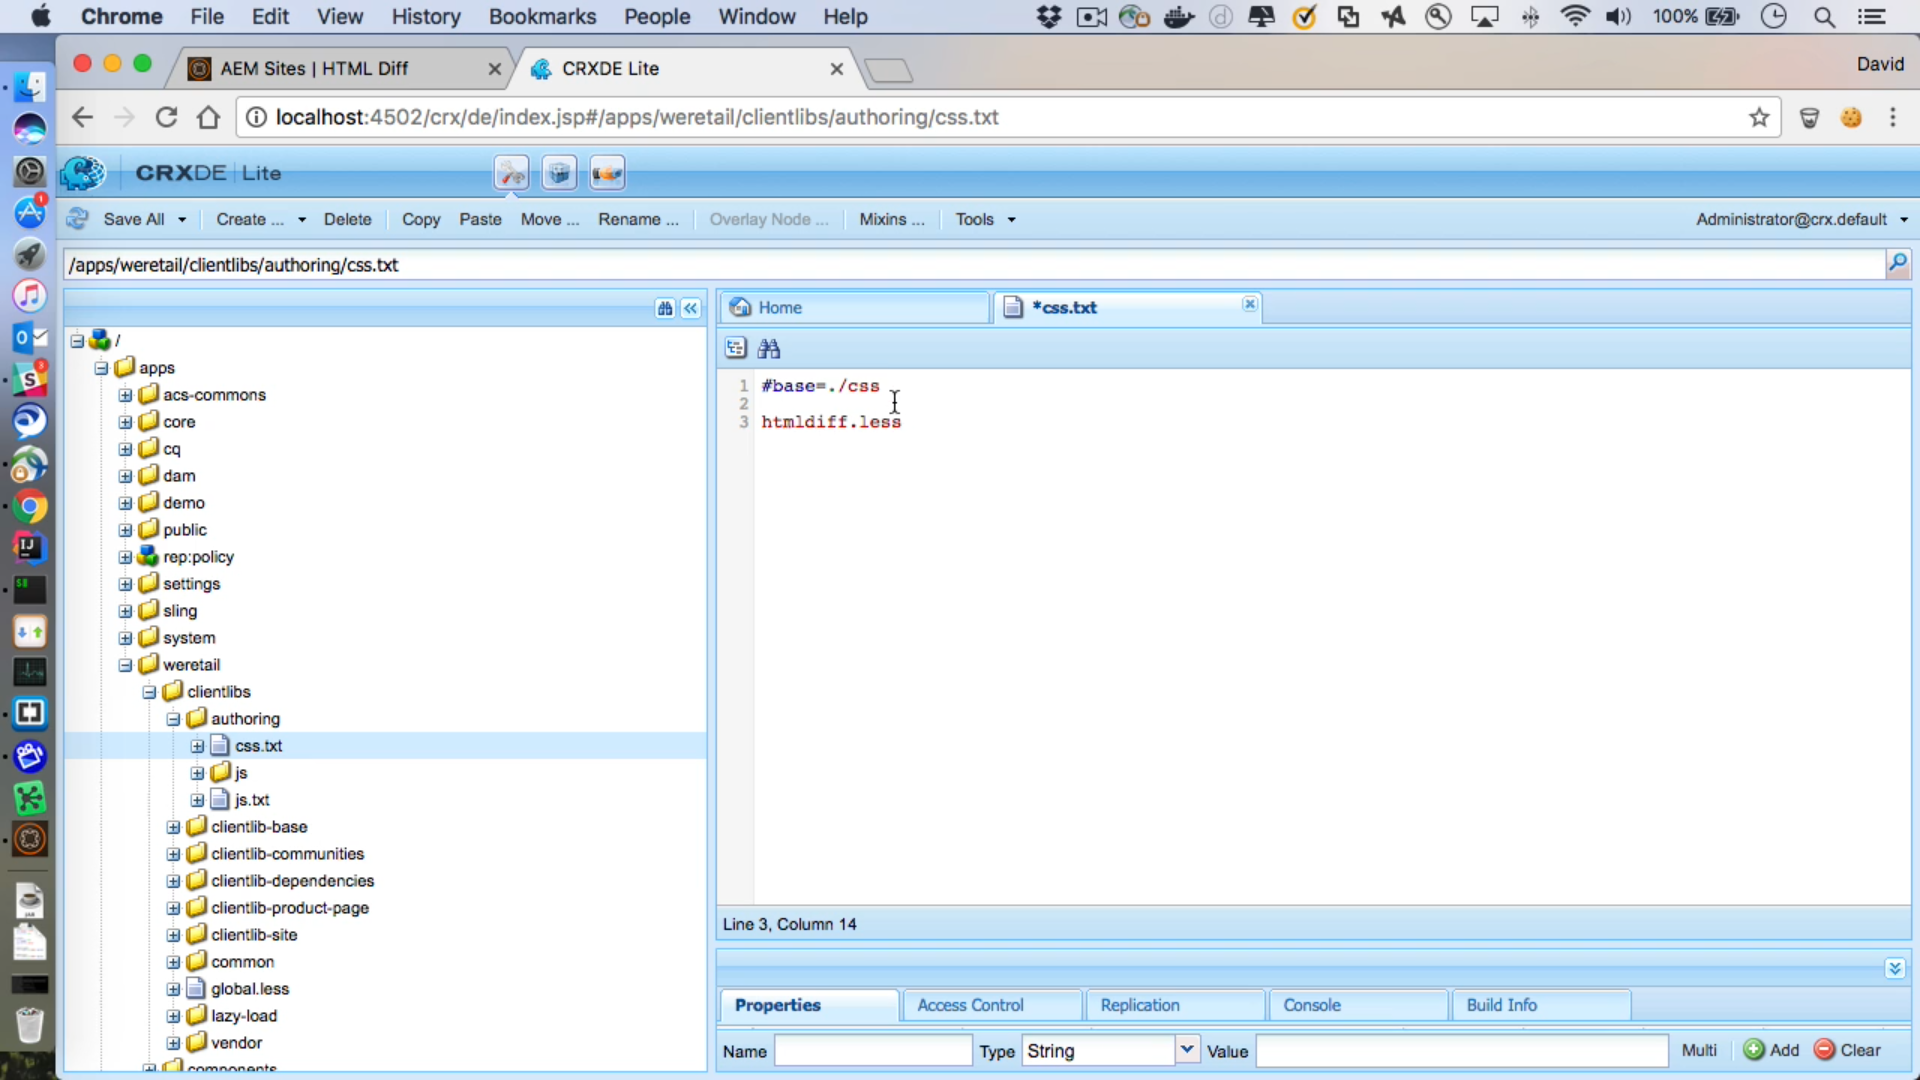 Chrome File Edit View History Bookmarks People Window Help 100%
AEM Sites | HTML Diff CRXDE Lite David
localhost:4502/crx/de/index.jsp#/apps/weretail/clientlibs/authoring/css.txt
CRXDE | Lite
Save All Create ... Delete Copy Paste Move ... Rename ... Overlay Node ... Mixins ... Tools Administrator@crx.default
/apps/weretail/clientlibs/authoring/css.txt
Home *css.txt
/
apps
acs-commons
core
cq
dam
demo
public
rep:policy
settings
sling
system
weretail
clientlibs
authoring
css.txt
js
js.txt
clientlib-base
clientlib-communities
clientlib-dependencies
clientlib-product-page
clientlib-site
common
global.less
lazy-load
vendor
components
1 #base=./css
2
3 htmldiff.less
Line 3, Column 14
Properties Access Control Replication Console Build Info
Name Type String Value Multi Add Clear